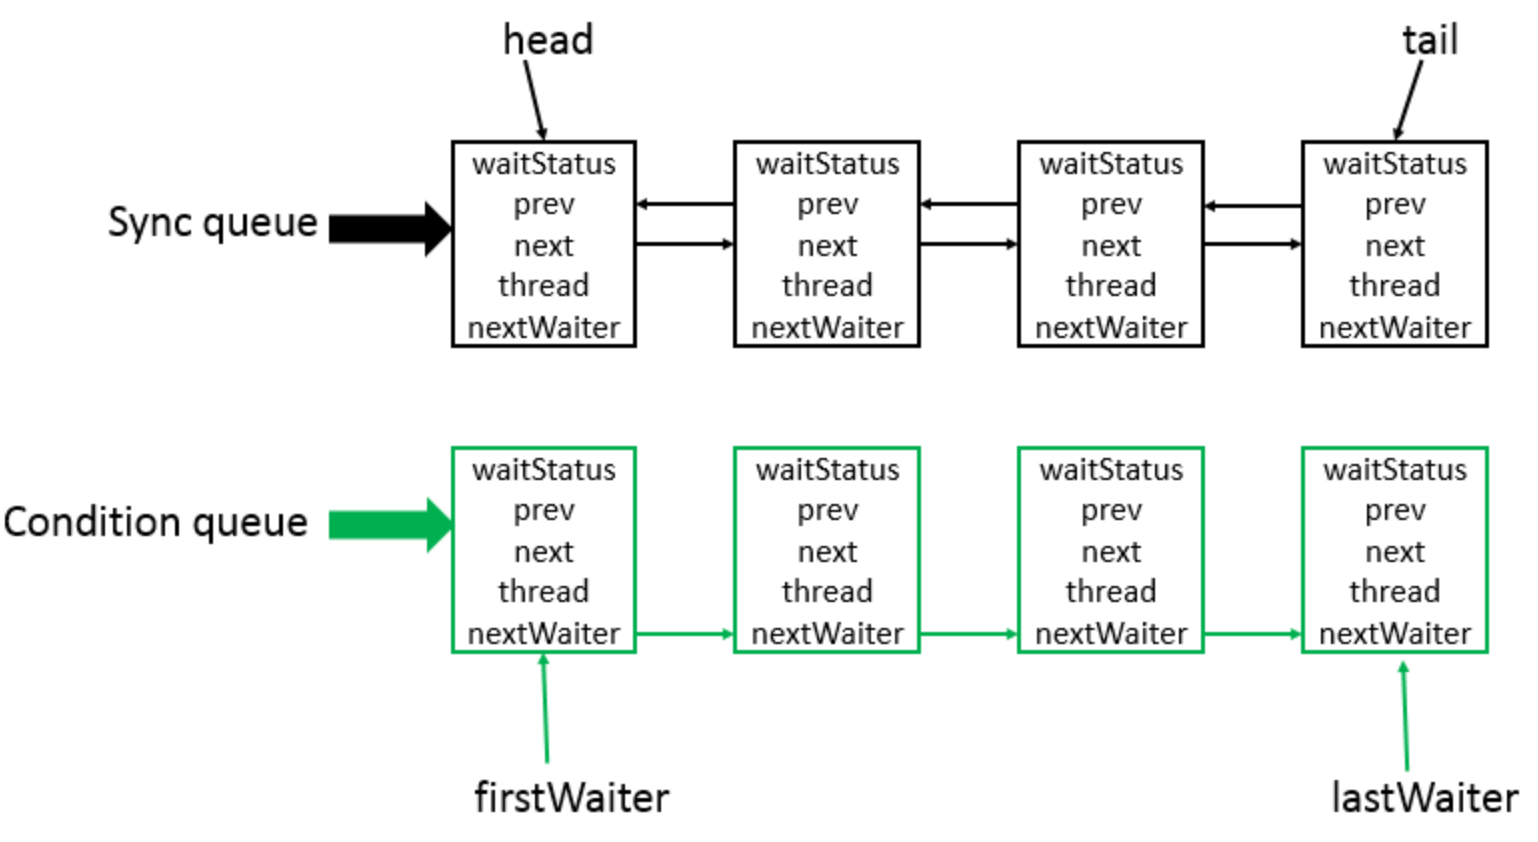 head
tail
Sync queue
waitStatus
prev
next
thread
nextWaiter
waitStatus
prev
next
thread
nextWaiter
waitStatus
prev
next
thread
nextWaiter
waitStatus
prev
next
thread
nextWaiter
Condition queue
waitStatus
prev
next
thread
nextWaiter
waitStatus
prev
next
thread
nextWaiter
waitStatus
prev
next
thread
nextWaiter
waitStatus
prev
next
thread
nextWaiter
firstWaiter
lastWaiter